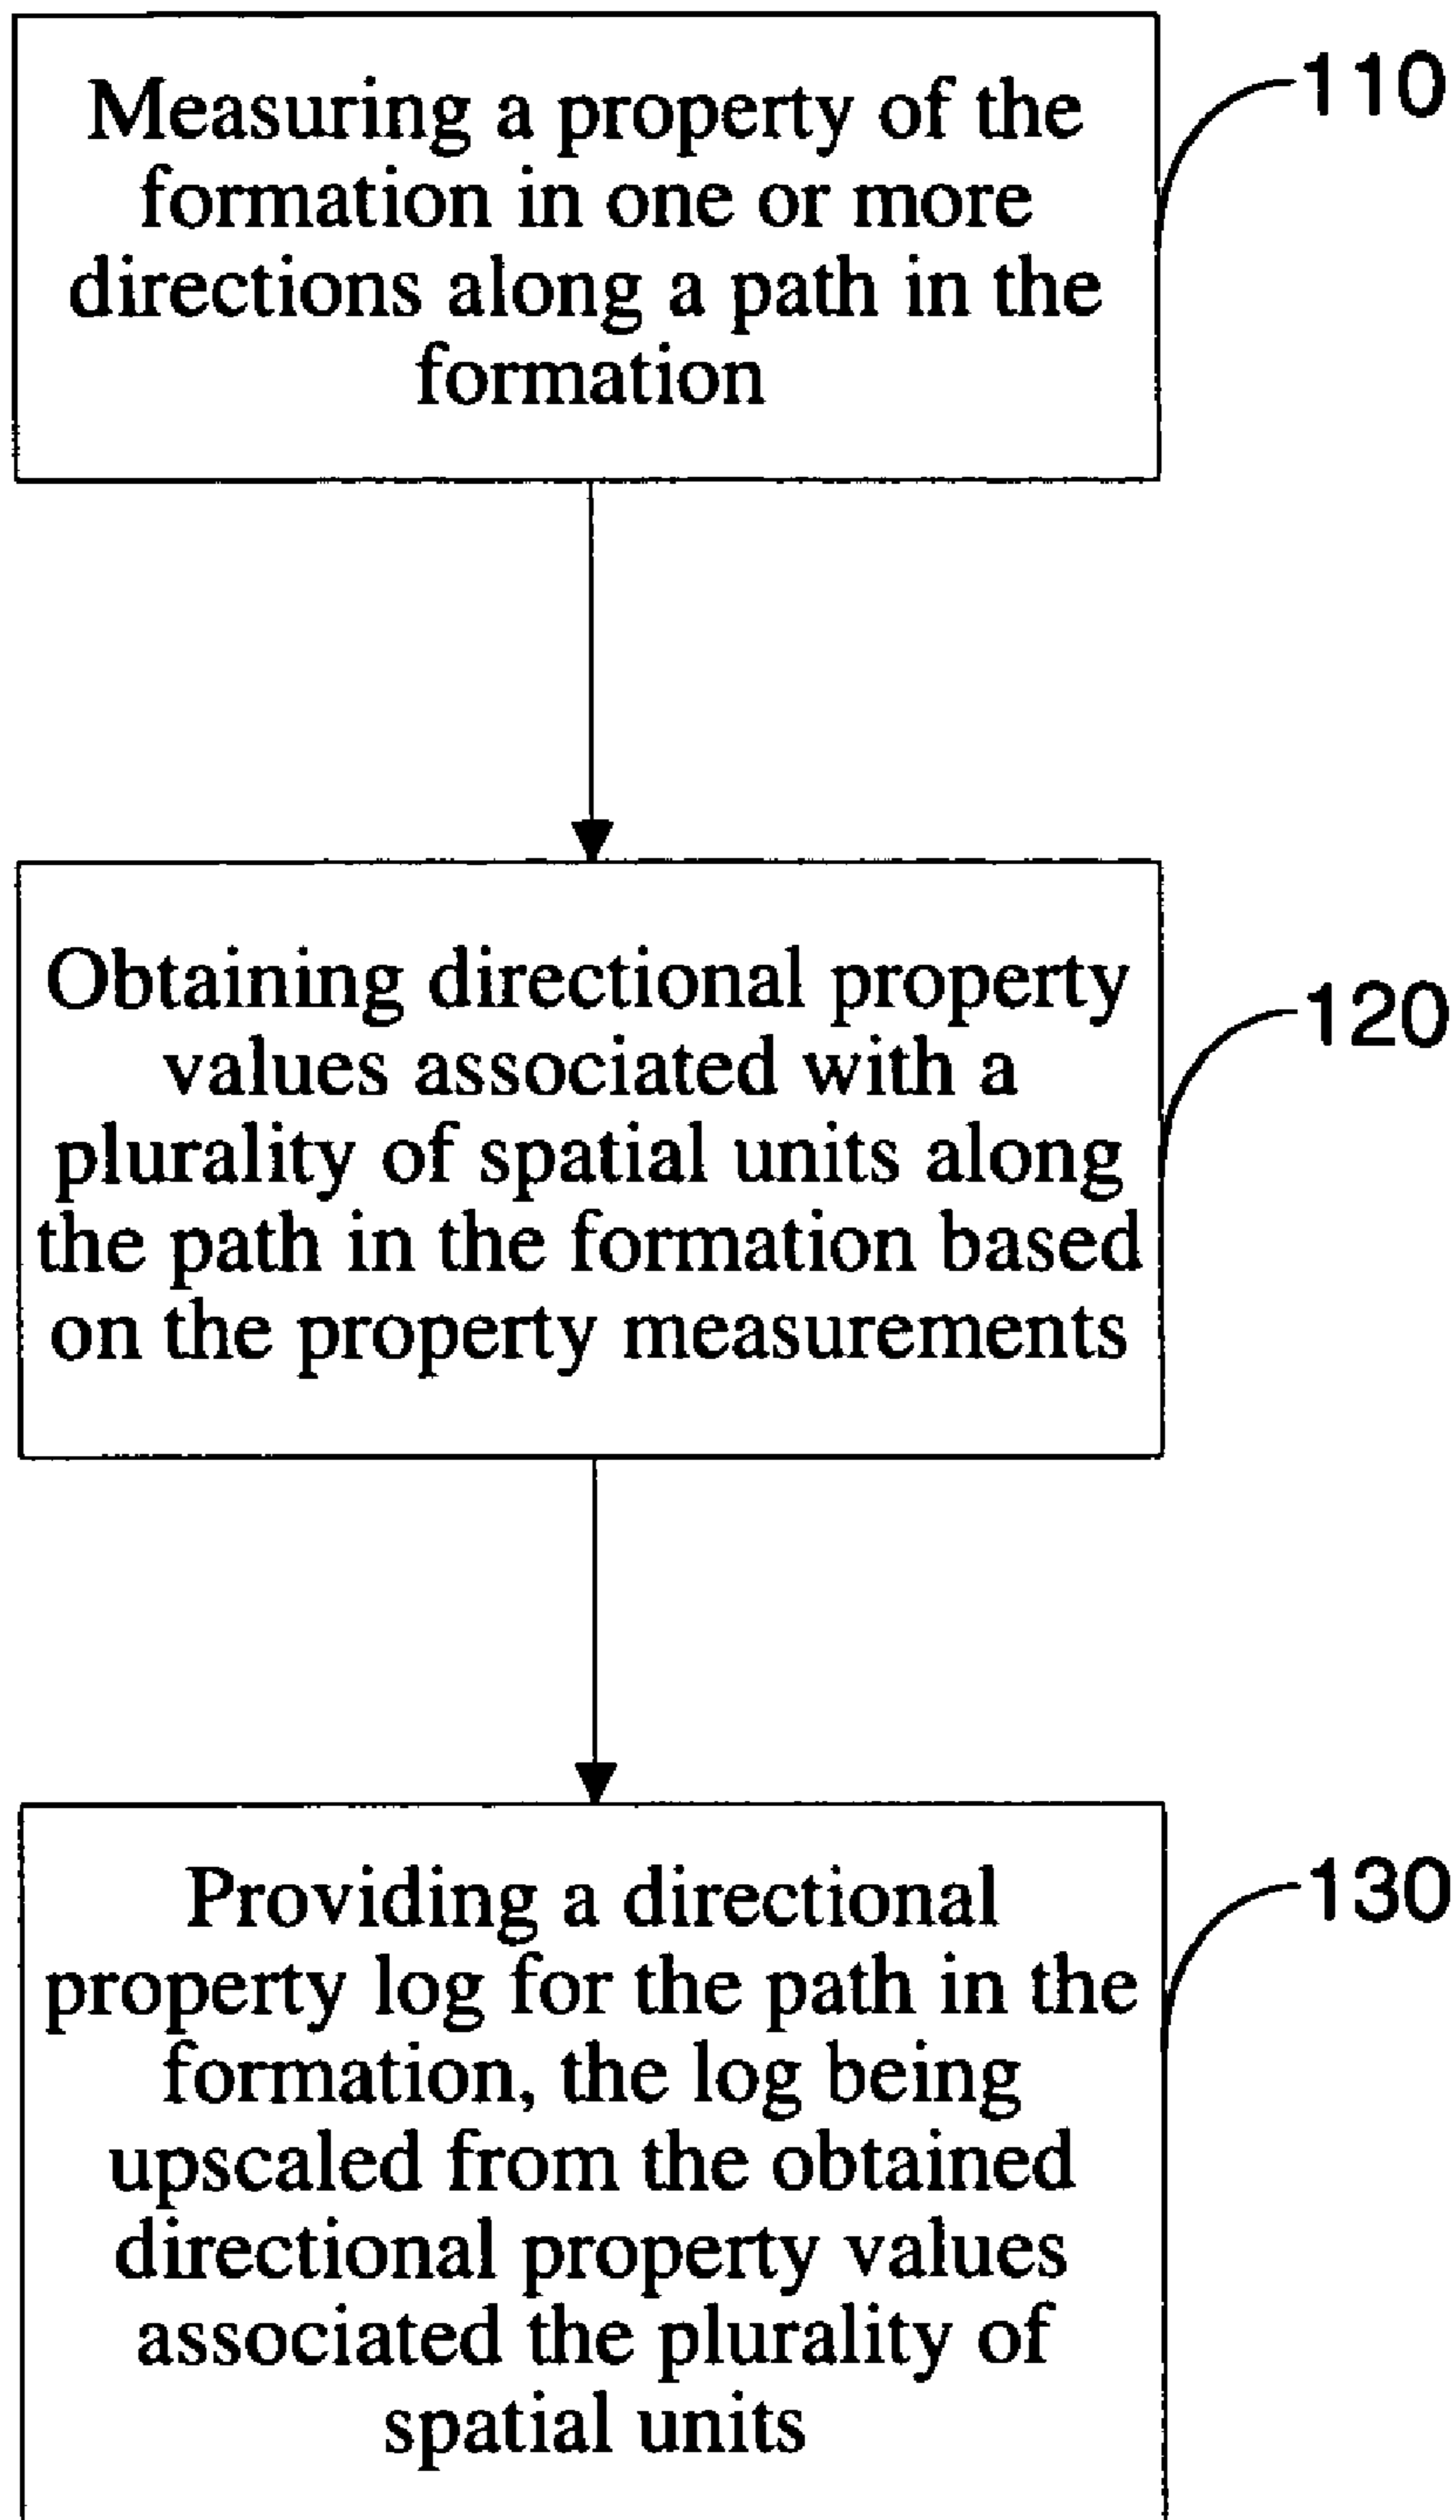 Measuring a property of the
formation in one or more
directions along a path in the
formation
110
Obtaining directional property
values associated with a
plurality of spatial units along
the path in the formation based
on the property measurements
120
Providing a directional
property log for the path in the
formation, the log being
upscaled from the obtained
directional property values
associated the plurality of
spatial units
130